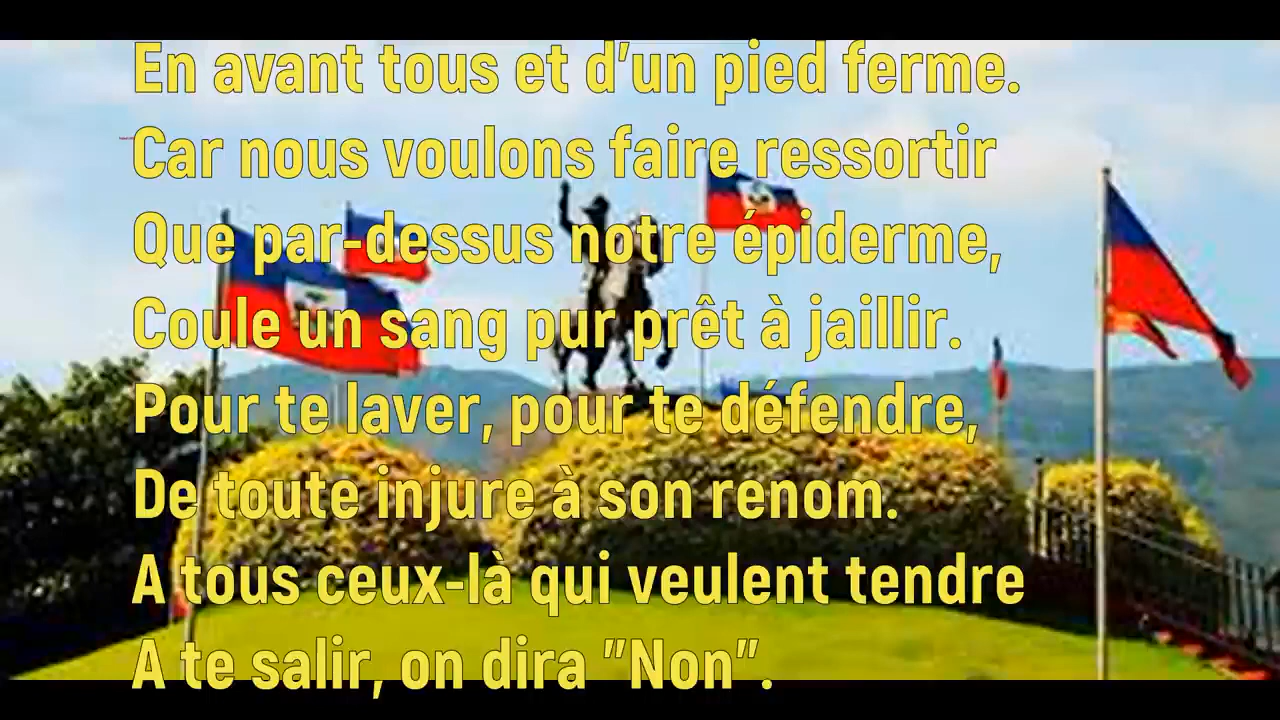 En avant tous et d'un pied ferme.
Car nous voulons faire ressortir
Que par-dessus notre épiderme,
Coule un sang pur prêt à jaillir.
Pour te laver, pour te défendre,
De toute injure à son renom.
A tous ceux-là qui veulent tendre
A te salir, on dira "Non".